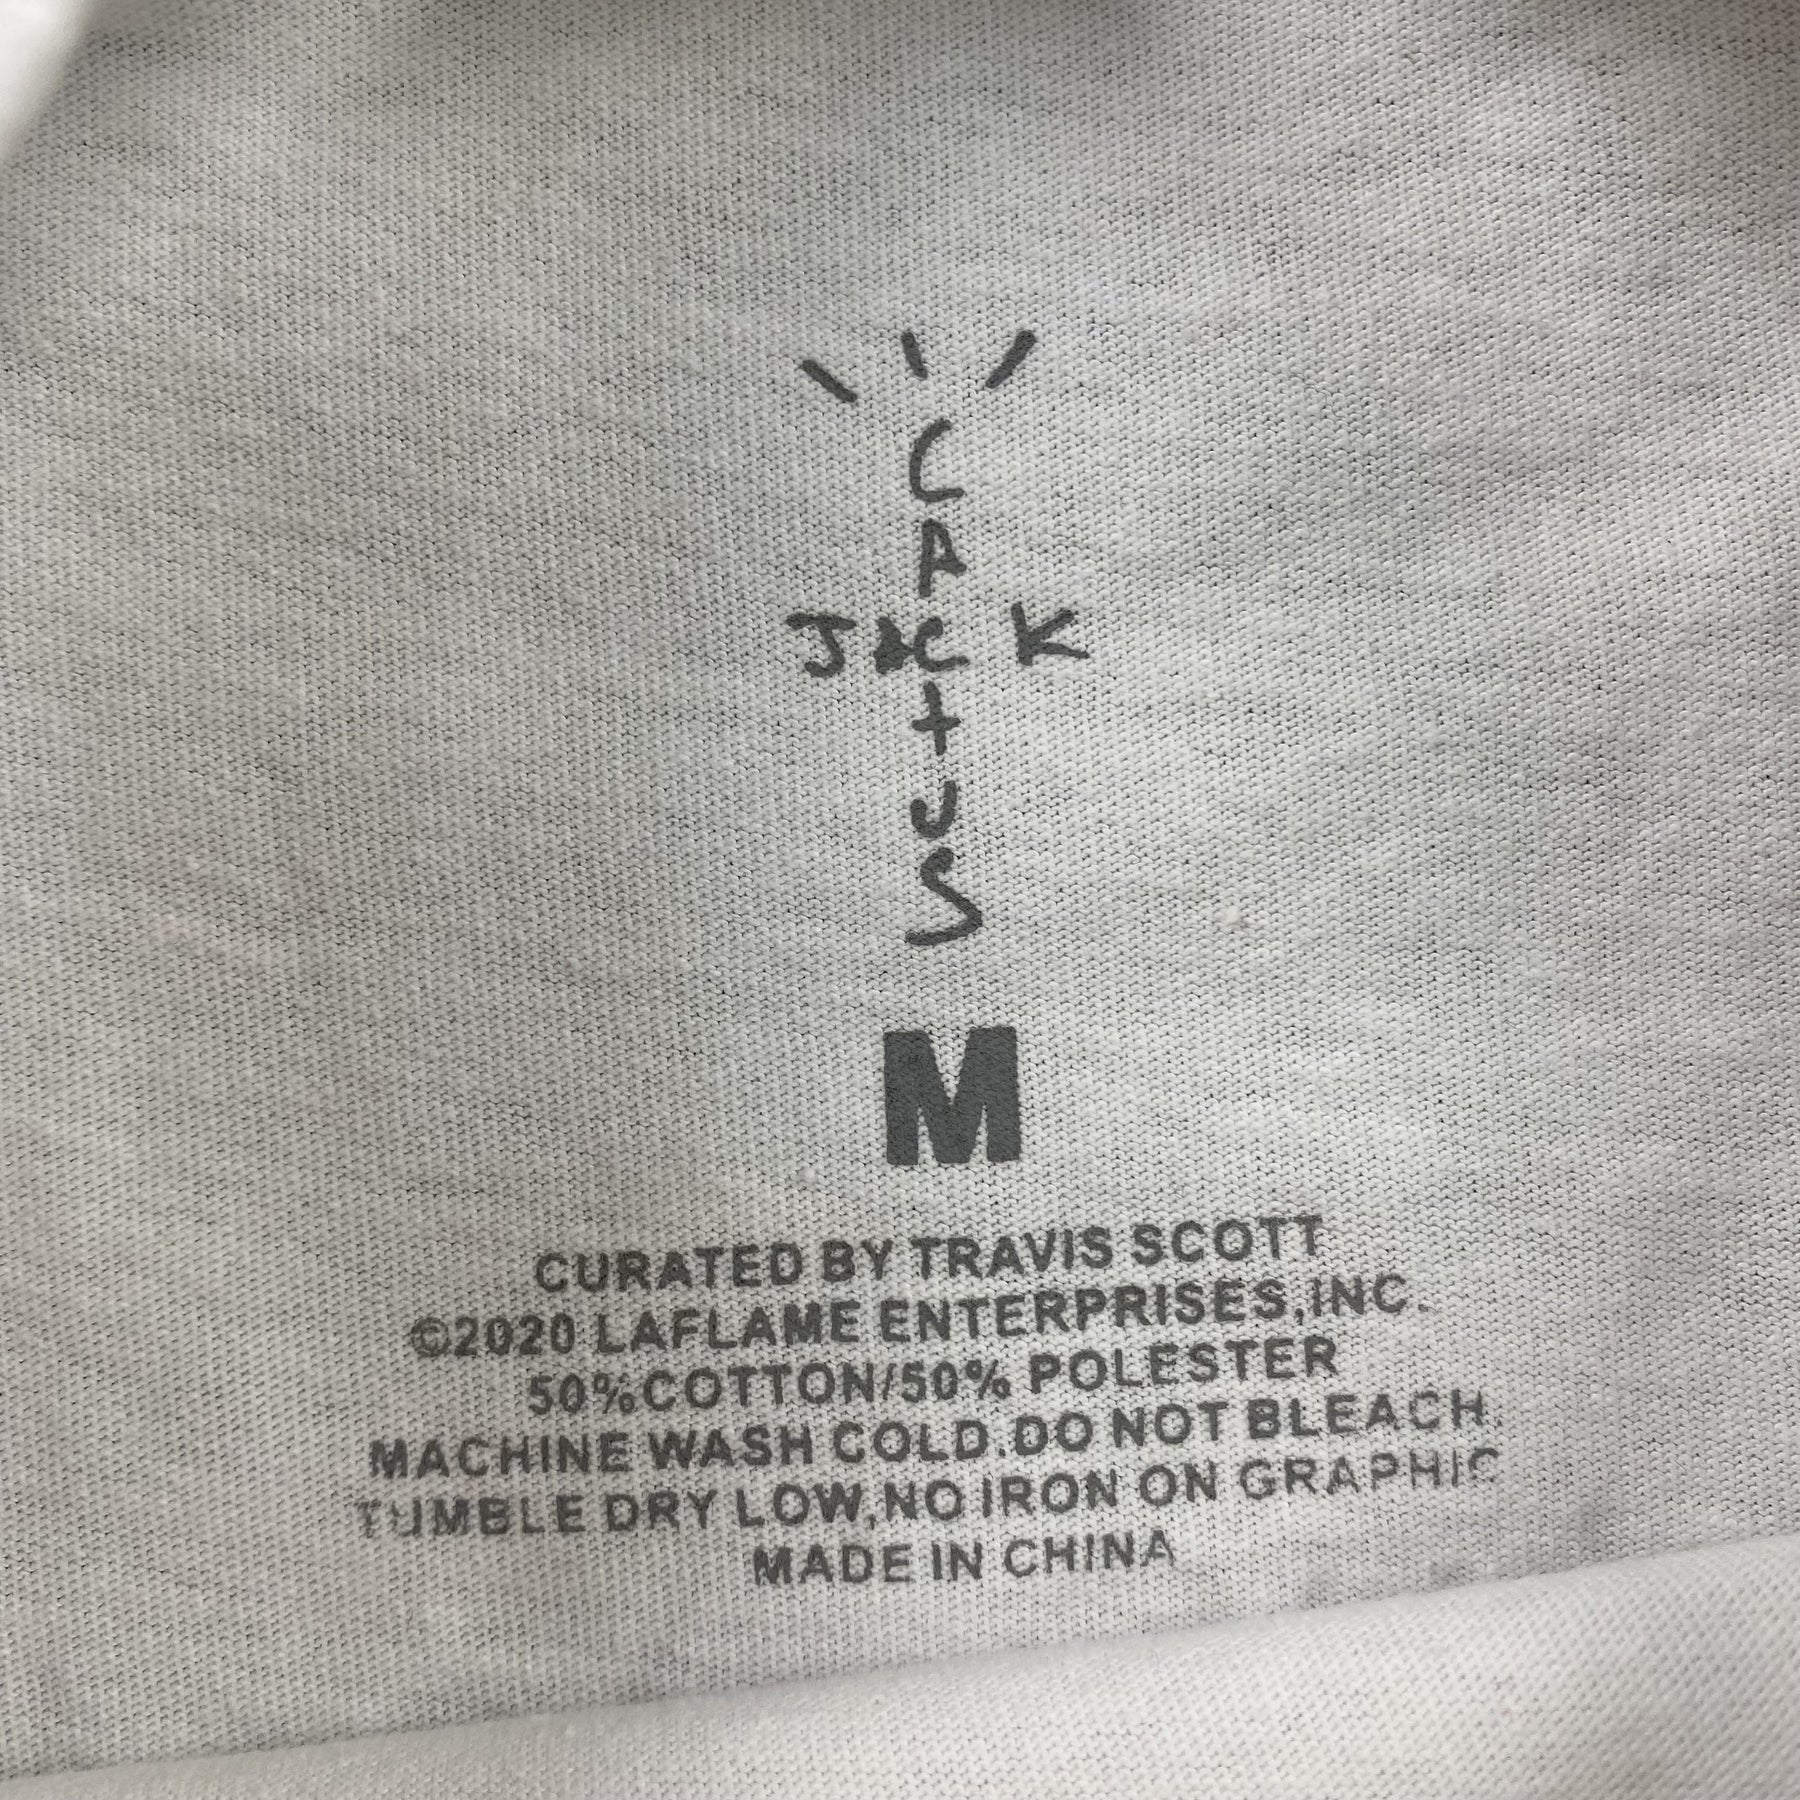 CACTUS
JACK
M
CURATED BY TRAVIS SCOTT
©2020 LAFLAME ENTERPRISES,INC.
50%COTTON/50% POLESTER
MACHINE WASH COLD.DO NOT BLEACH.
TUMBLE DRY LOW,NO IRON ON GRAPHIC
MADE IN CHINA